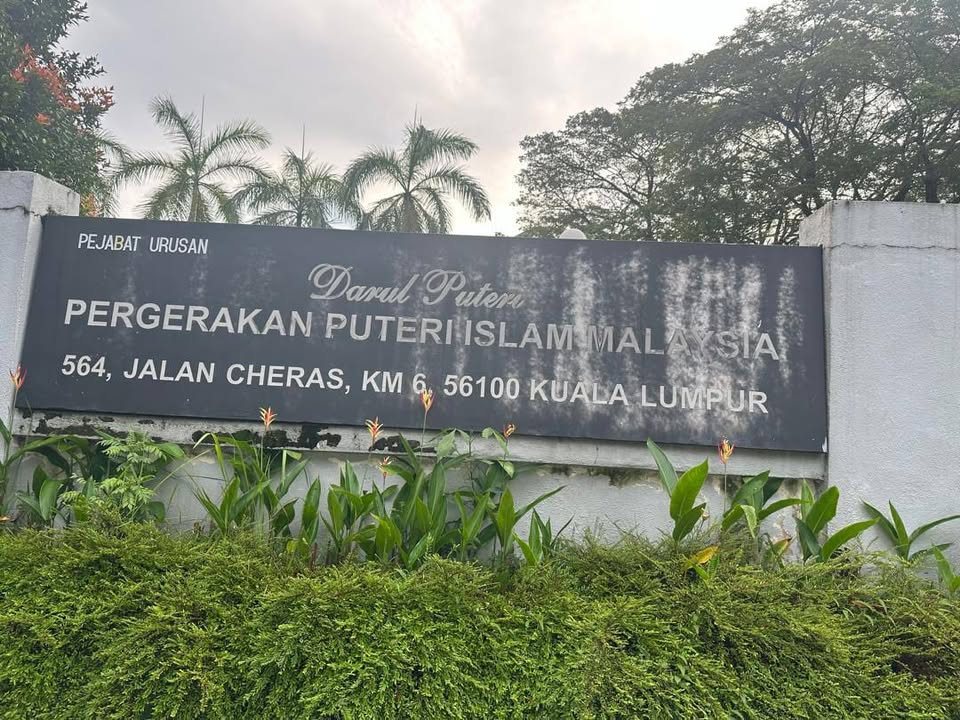 PEJABAT URUSAN
Darul Puteri
PERGERAKAN PUTERI ISLAM MALAYSIA
564, JALAN CHERAS, KM 6, 56100 KUALA LUMPUR